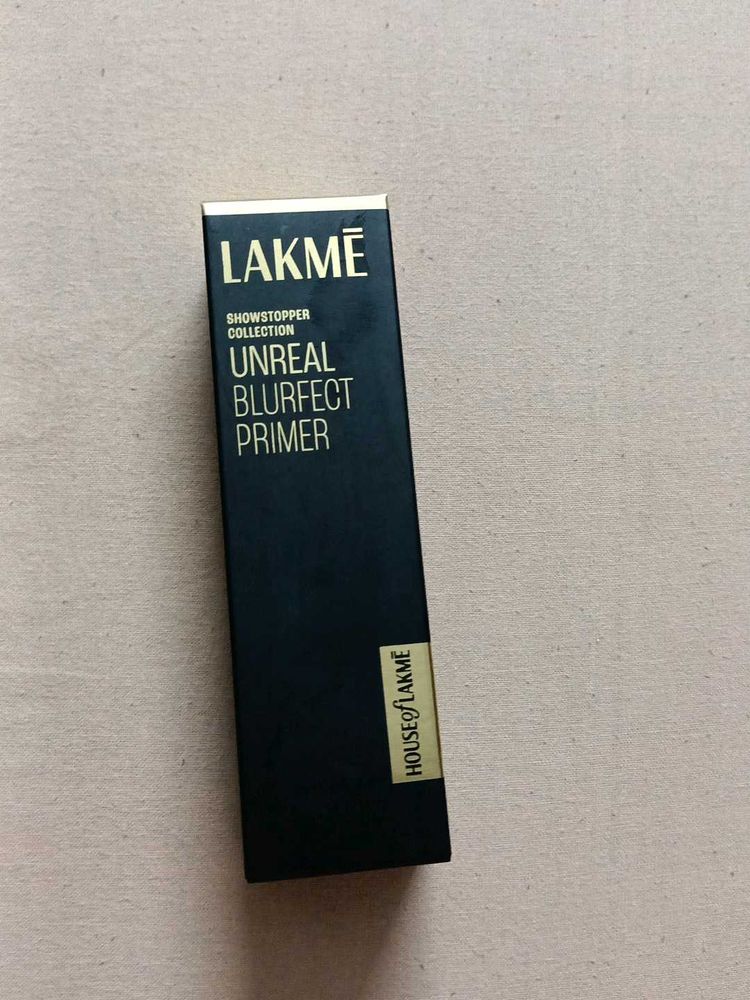 LAKMĒ
SHOWSTOPPER
COLLECTION
UNREAL
BLURFECT
PRIMER
HOUSE of LAKMĒ